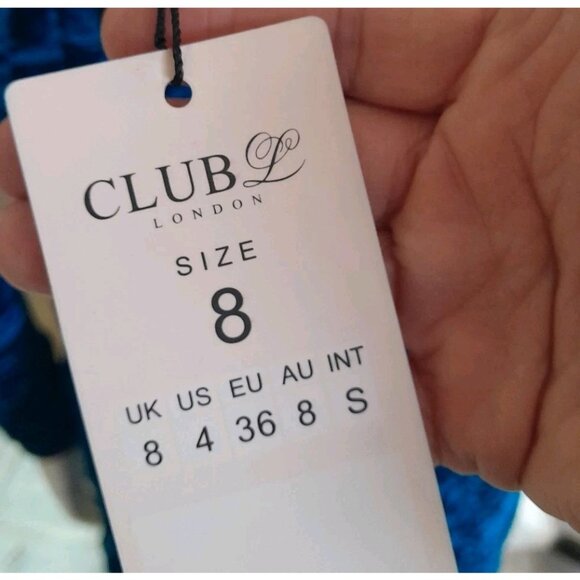 CLUB L
LONDON
SIZE
8
UK US EU AU INT
8 4 36 8 S